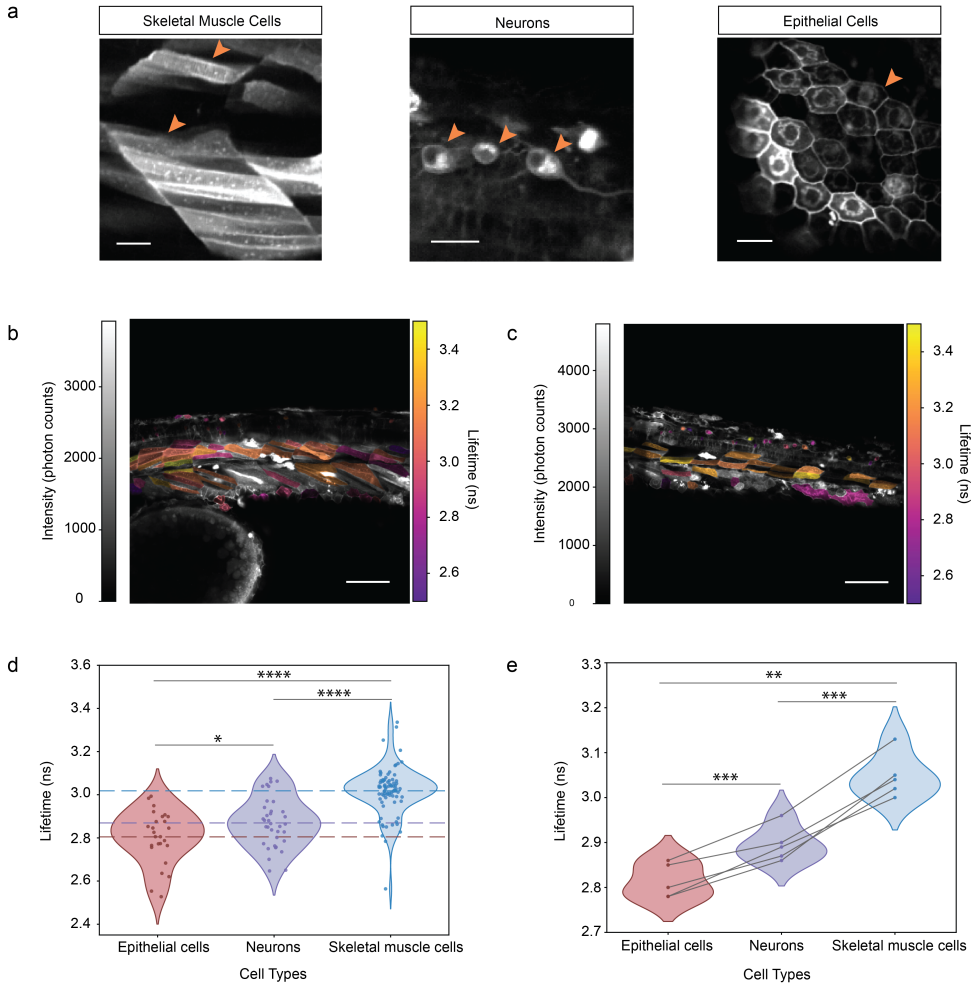 a
Skeletal Muscle Cells
Neurons
Epithelial Cells
b
Intensity (photon counts)
3000
2000
1000
0
3.4
3.2
3.0
2.8
2.6
Lifetime (ns)
c
Intensity (photon counts)
4000
3000
2000
1000
0
3.4
3.2
3.0
2.8
2.6
Lifetime (ns)
d
Lifetime (ns)
3.6
3.4
3.2
3.0
2.8
2.6
2.4
****
****
*
Epithelial cells
Neurons
Skeletal muscle cells
Cell Types
e
Lifetime (ns)
3.3
3.2
3.1
3.0
2.9
2.8
2.7
**
***
***
Epithelial cells
Neurons
Skeletal muscle cells
Cell Types